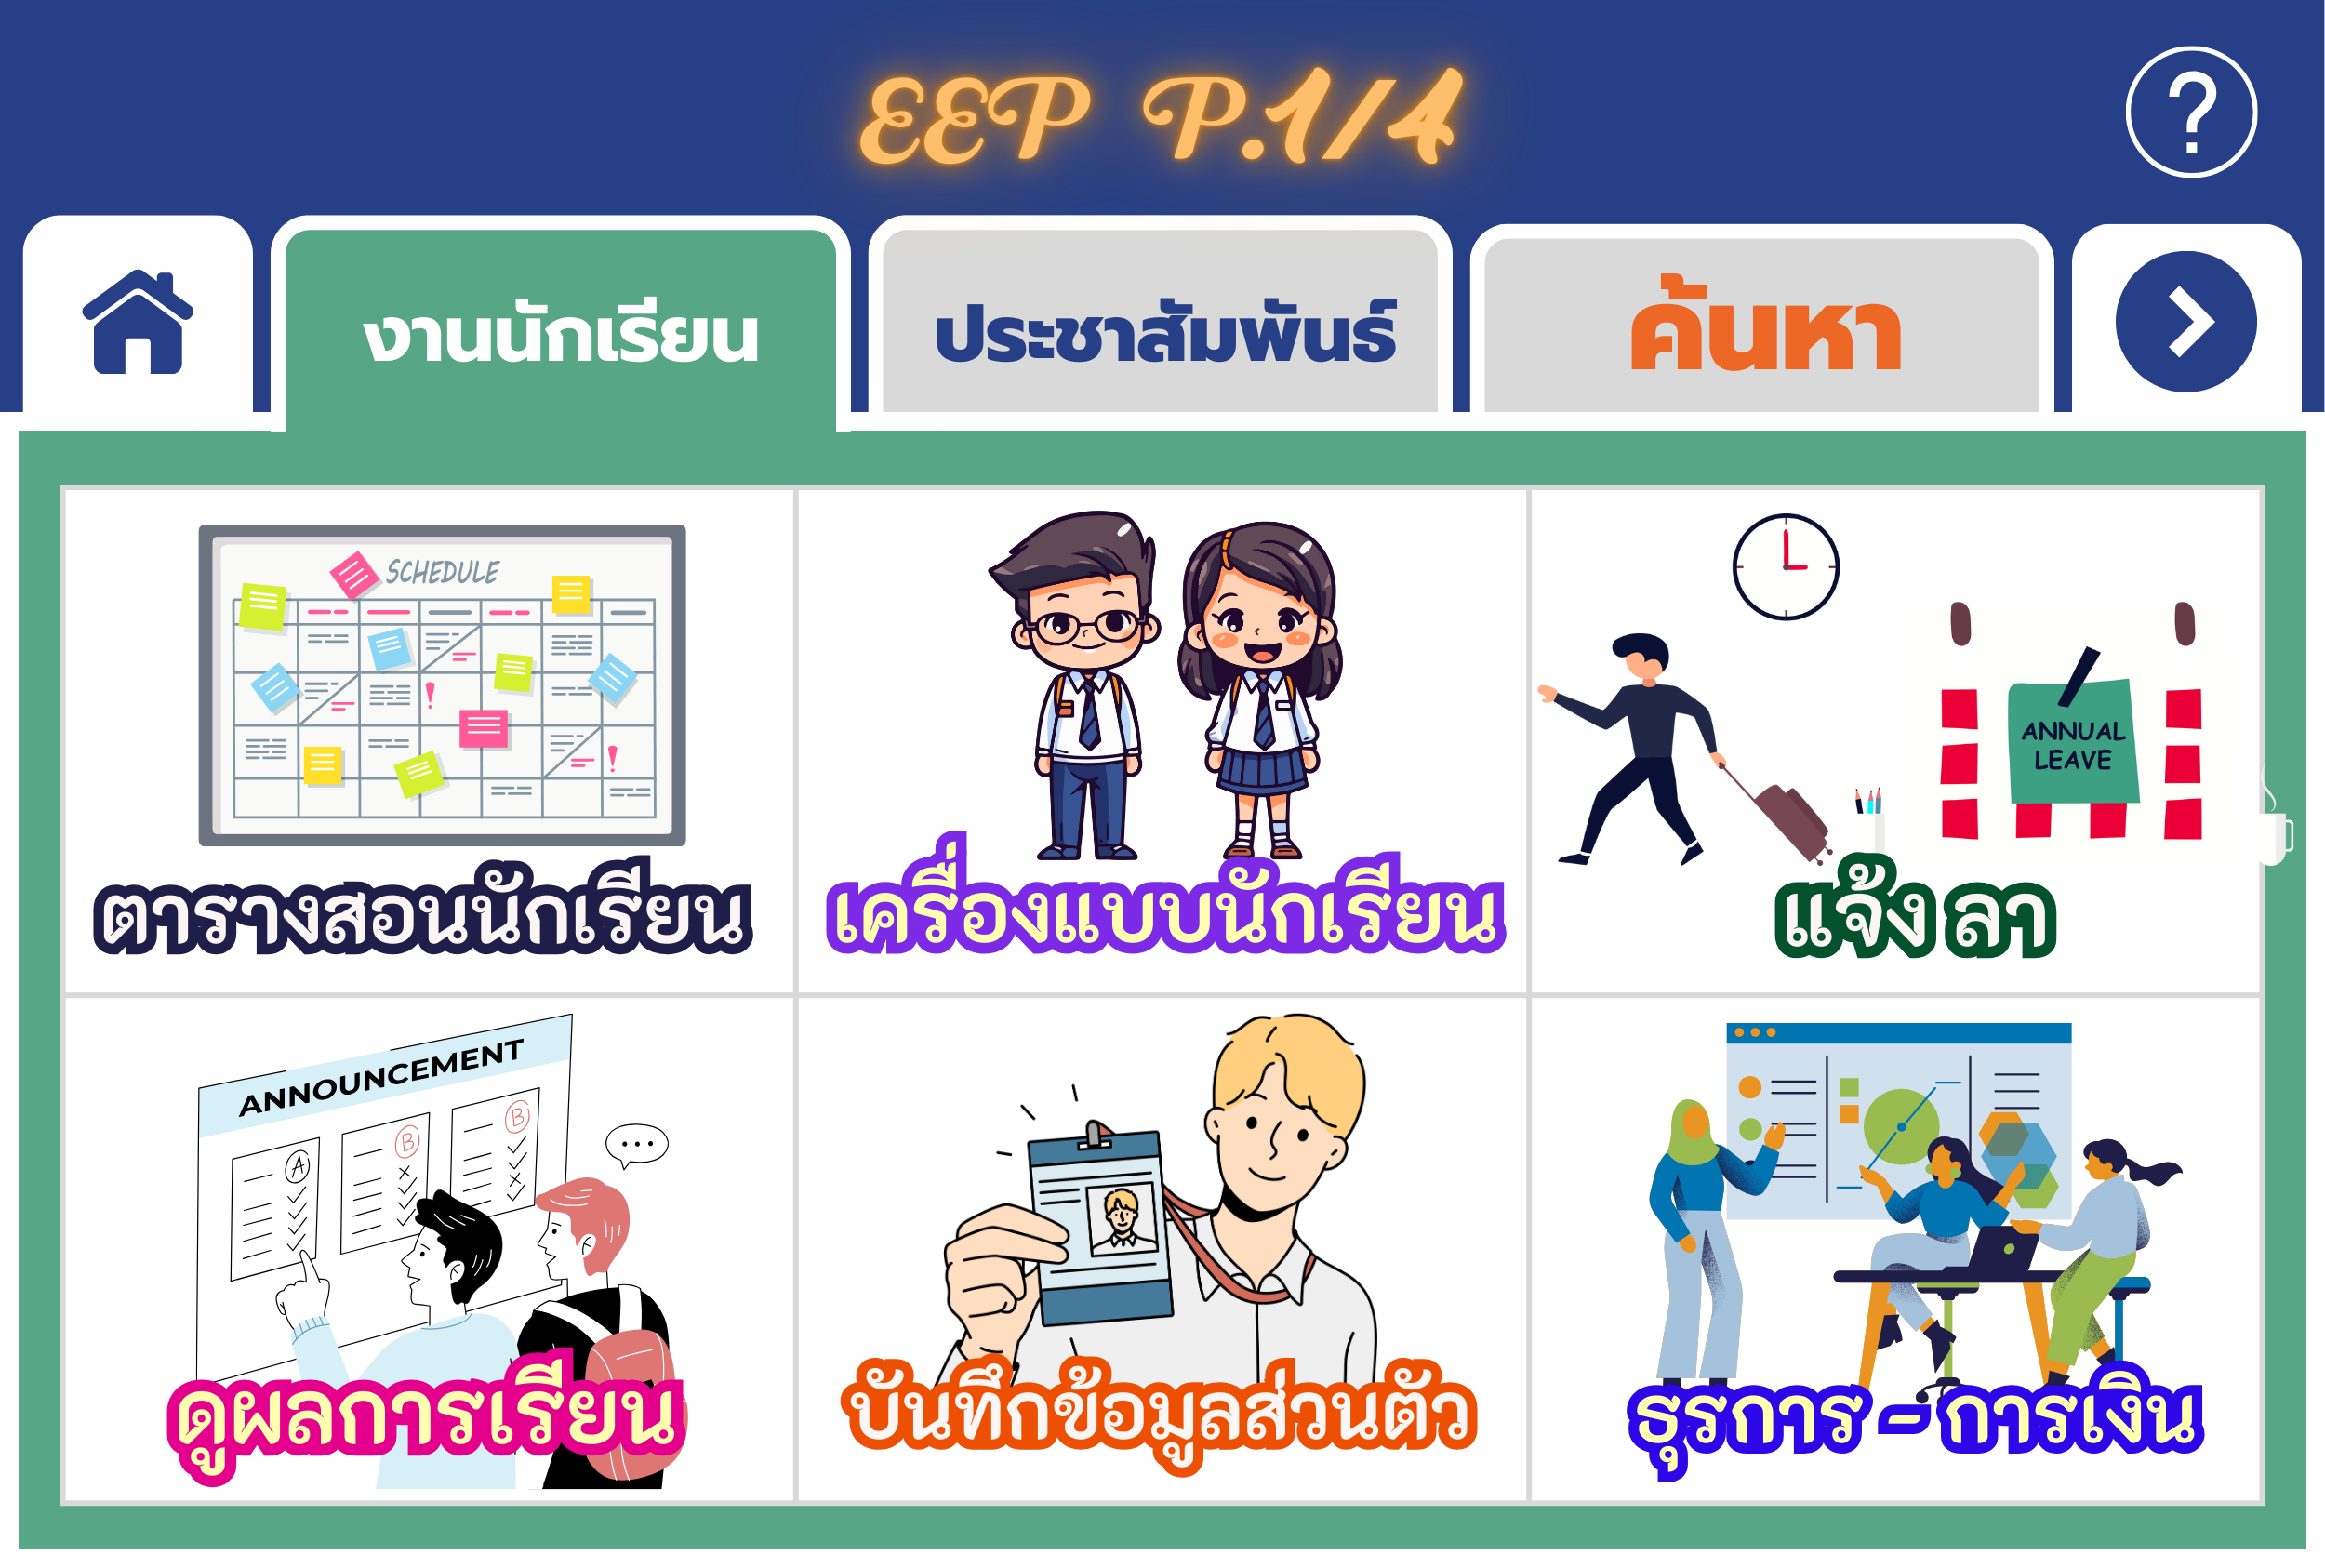 EEP P.1/4
?
งานนักเรียน
ประชาสัมพันธ์
ค้นหา
SCHEDULE
!
!
ตารางสอนนักเรียน
เครื่องแบบนักเรียน
ANNUAL
LEAVE
แจ้ง ลา
ANNOUNCEMENT
A
B
B
ดูผลการเรียน
บันทึกข้อมูลส่วนตัว
ธุรการ - การเงิน